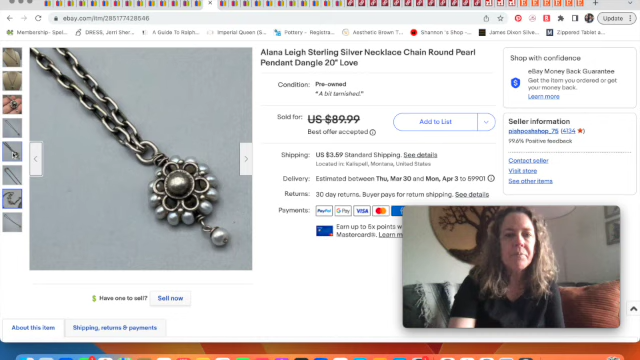 ebay.com/itm/285177428646
Update
Membership - Spel...
DRESS, Jerri Sher...
A Guide To Ralph...
Imperial Queen (S...
Pottery - Registra...
Aesthetic Brown T...
Shannon 's Shop -...
James Dixon Silve...
Zippered Tablet a...
Alana Leigh Sterling Silver Necklace Chain Round Pearl
Pendant Dangle 20" Love
Condition: Pre-owned
"A bit tarnished."
Sold for: US $89.99
Best offer accepted
Add to List
Shipping: US $3.59 Standard Shipping. See details
Located in: Kalispell, Montana, United States
Delivery: Estimated between Thu, Mar 30 and Mon, Apr 3 to 59901
Returns: 30 day returns. Buyer pays for return shipping. See details
Payments: PayPal G Pay VISA
Earn up to 5x points w
Mastercard®. Learn m
Shop with confidence
eBay Money Back Guarantee
Get the item you ordered or get
your money back.
Learn more
Seller information
pishposhshop_75 (4134
99.6% Positive feedback
Contact seller
Visit store
See other items
Have one to sell? Sell now
About this item
Shipping, returns & payments